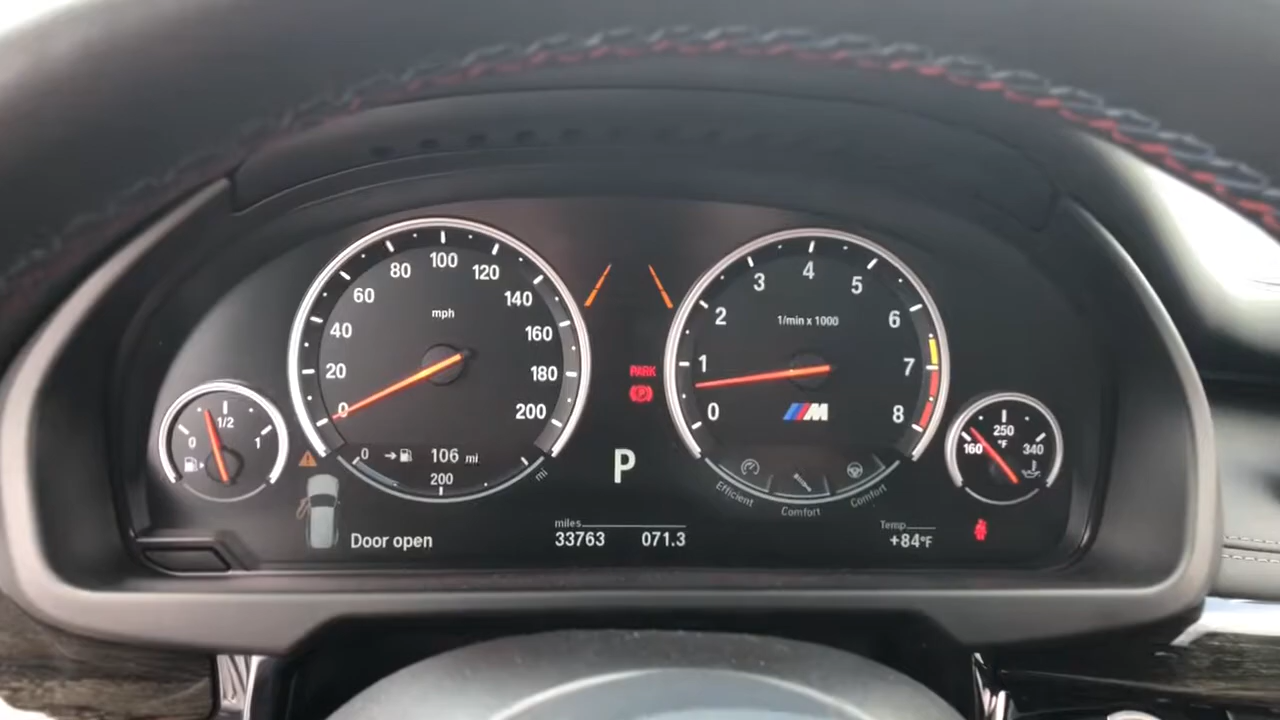 0
20
40
60
80
100
120
140
160
180
200
mph
0
1
2
3
4
5
6
7
8
1/min x 1000
M
PARK
P
P
0
1/2
1
160
250
340
°F
0
106 mi
200
mi
Efficient
Comfort
Comfort
Door open
miles
33763 071.3
Temp
+84°F